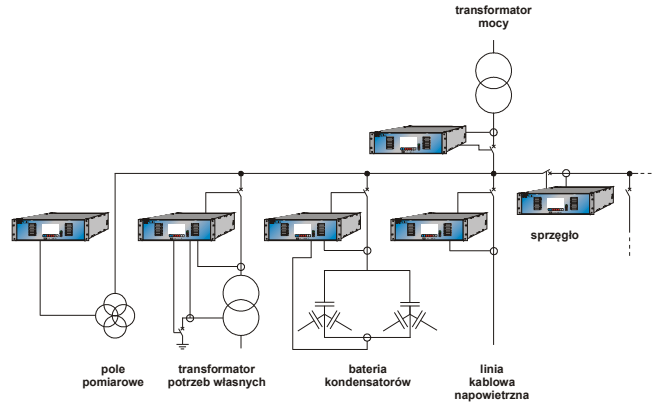 transformator
mocy
sprzęgło
pole
pomiarowe
transformator
potrzeb własnych
bateria
kondensatorów
linia
kablowa
napowietrzna